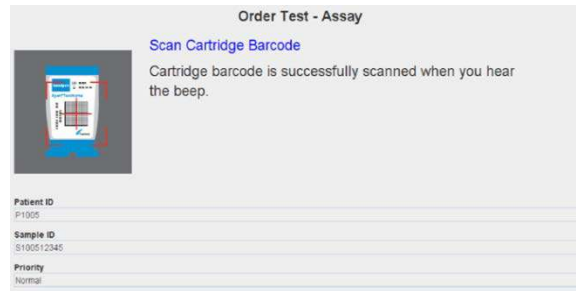 Order Test - Assay
Scan Cartridge Barcode
Cartridge barcode is successfully scanned when you hear
the beep.
Patient ID
P1005
Sample ID
S100512345
Priority
Normal